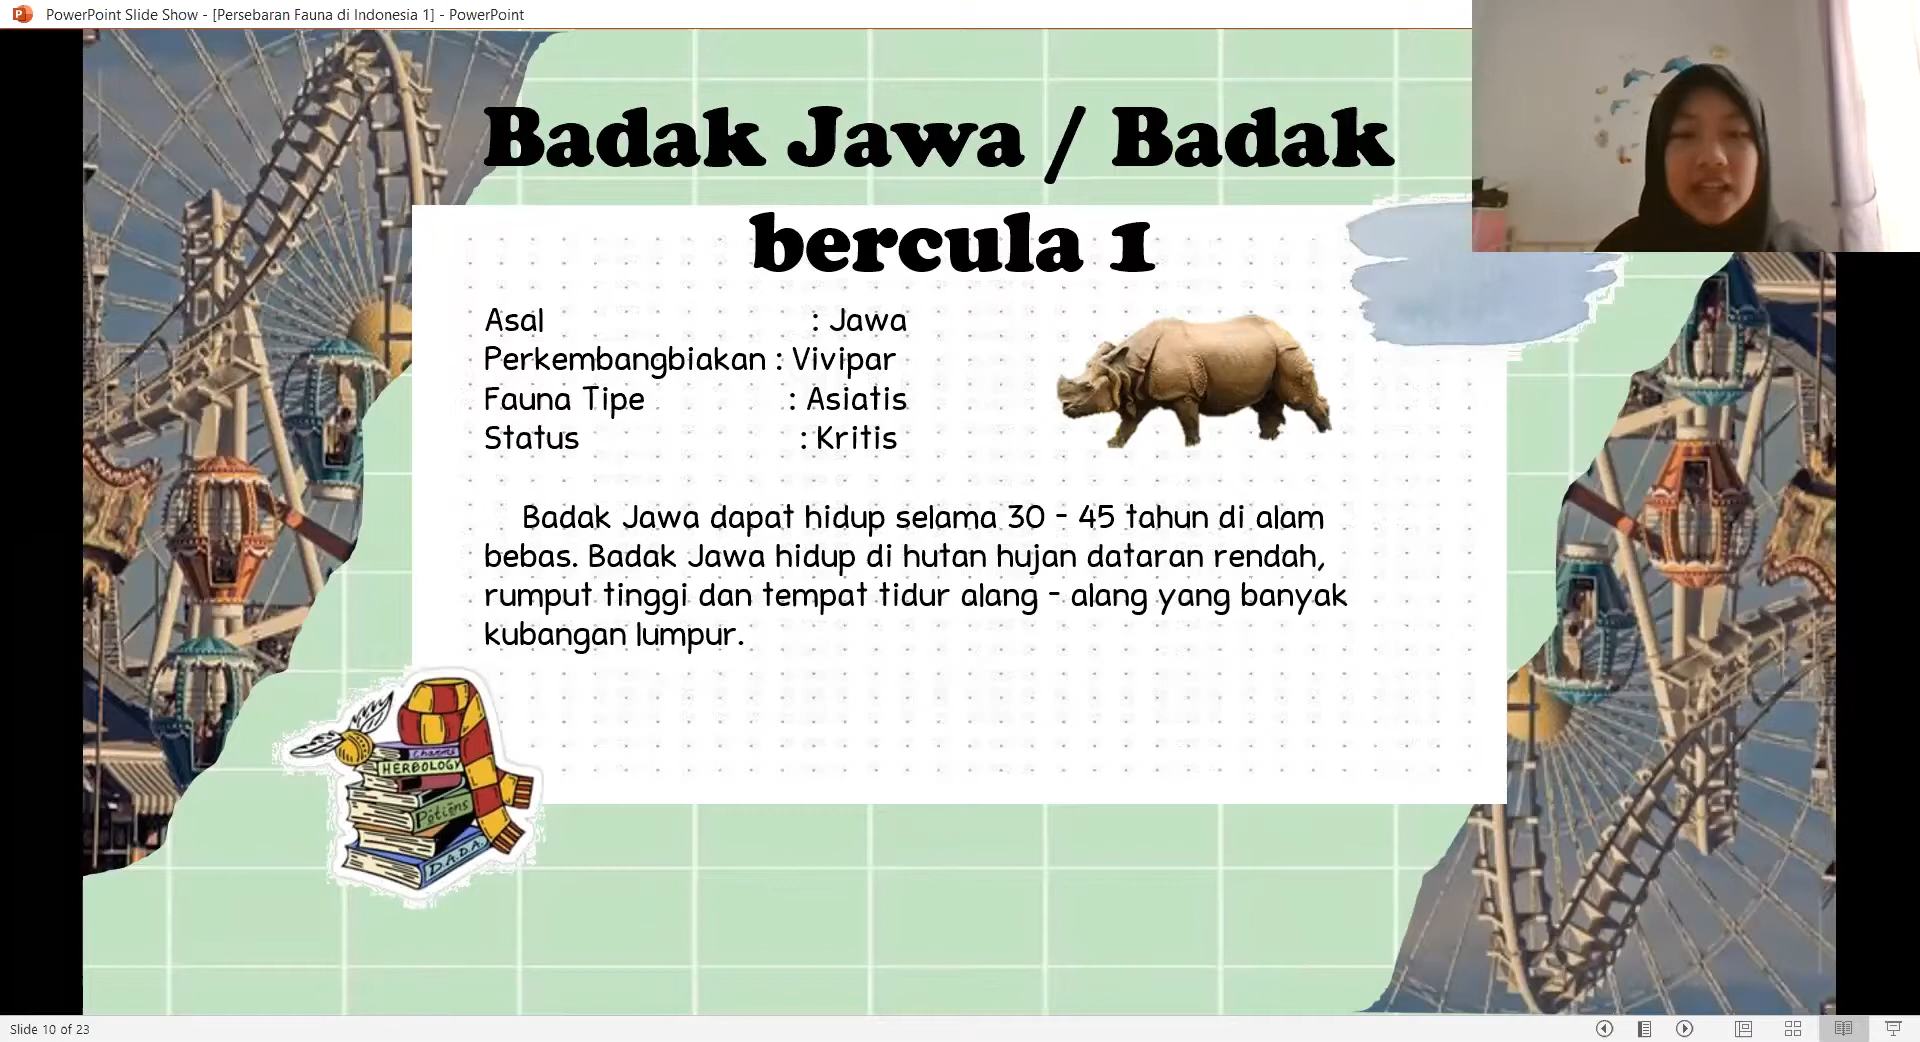 PowerPoint Slide Show - [Persebaran Fauna di Indonesia 1] - PowerPoint
Badak Jawa / Badak
bercula 1
Asal : Jawa
Perkembangbiakan : Vivipar
Fauna Tipe : Asiatis
Status : Kritis
Badak Jawa dapat hidup selama 30 - 45 tahun di alam
bebas. Badak Jawa hidup di hutan hujan dataran rendah,
rumput tinggi dan tempat tidur alang - alang yang banyak
kubangan lumpur.
Charms
HERBOLOGY
Potions
D.A.D.A.
Slide 10 of 23